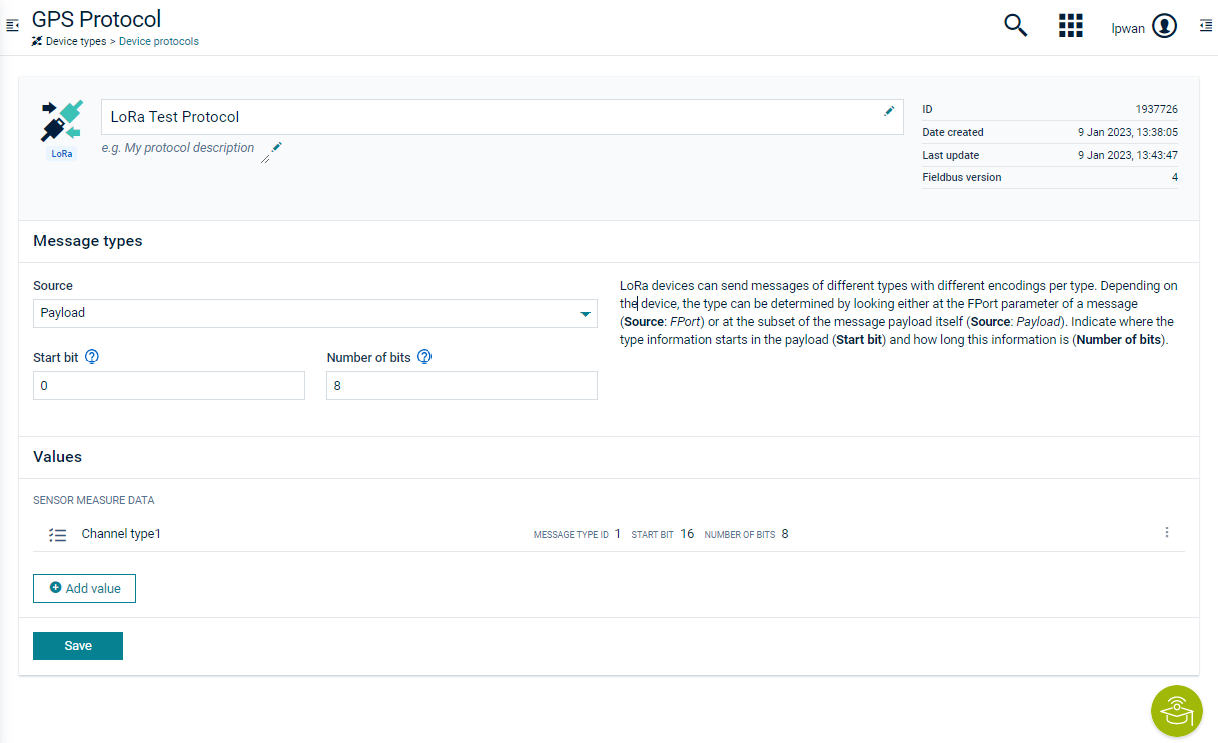 GPS Protocol
Device types > Device protocols
lpwan
LoRa
LoRa Test Protocol
e.g. My protocol description
ID 1937726
Date created 9 Jan 2023, 13:38:05
Last update 9 Jan 2023, 13:43:47
Fieldbus version 4
Message types
Source
Payload
Start bit ?
Number of bits ?
0
8
LoRa devices can send messages of different types with different encodings per type. Depending on
the device, the type can be determined by looking either at the FPort parameter of a message
(Source: FPort) or at the subset of the message payload itself (Source: Payload). Indicate where the
type information starts in the payload (Start bit) and how long this information is (Number of bits).
Values
SENSOR MEASURE DATA
Channel type1 MESSAGE TYPE ID 1 START BIT 16 NUMBER OF BITS 8
Add value
Save